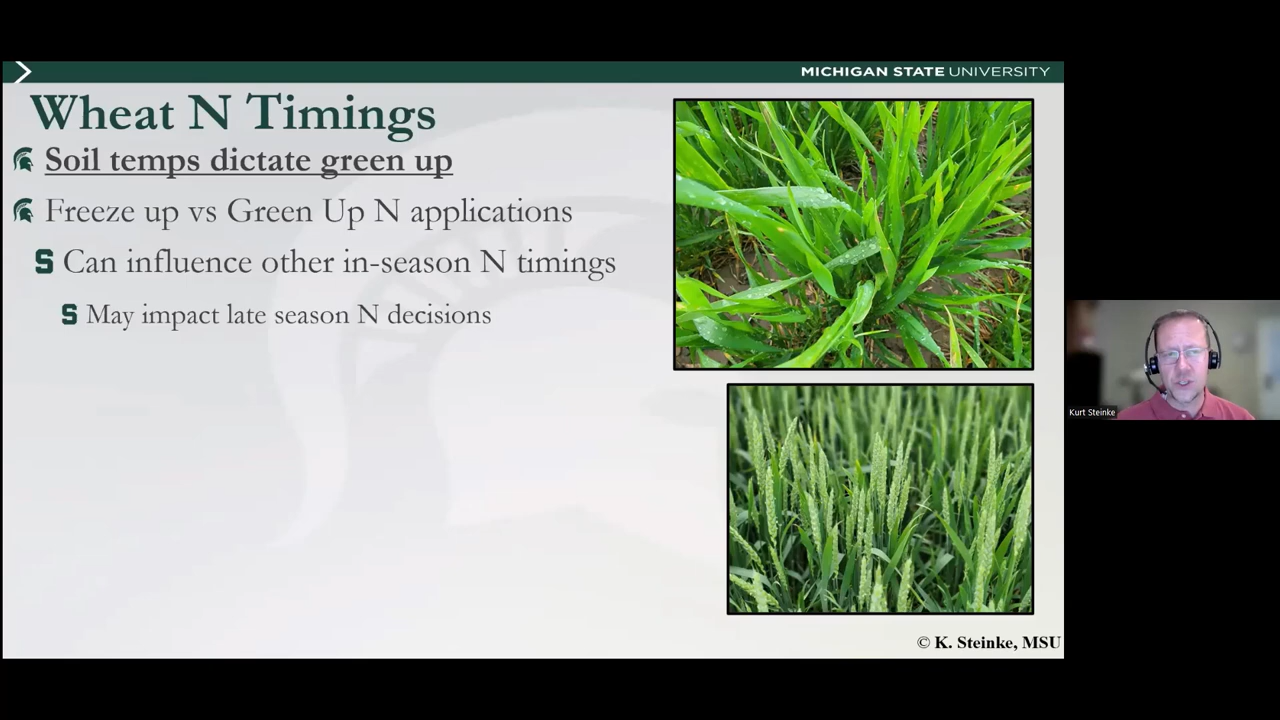 MICHIGAN STATE UNIVERSITY
Wheat N Timings
Soil temps dictate green up
Freeze up vs Green Up N applications
S Can influence other in-season N timings
S May impact late season N decisions
Kurt Steinke
© K. Steinke, MSU